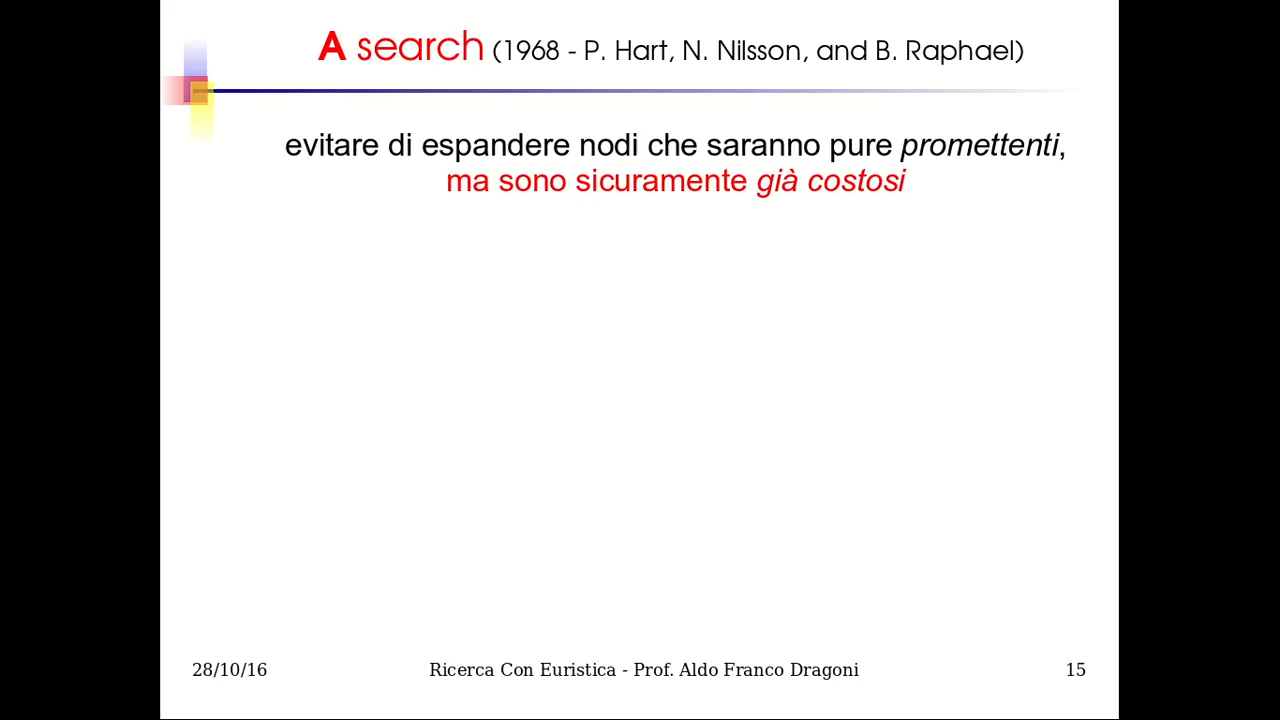 A search (1968 - P. Hart, N. Nilsson, and B. Raphael)
evitare di espandere nodi che saranno pure promettenti,
ma sono sicuramente già costosi
28/10/16 Ricerca Con Euristica - Prof. Aldo Franco Dragoni 15